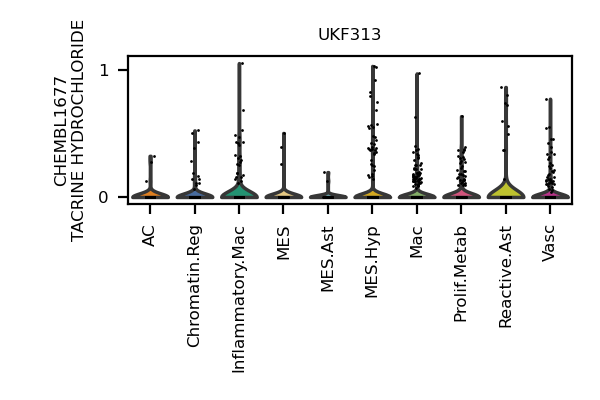 UKF313
CHEMBL1677
TACRINE HYDROCHLORIDE
1
0
AC
Chromatin.Reg
Inflammatory.Mac
MES
MES.Ast
MES.Hyp
Mac
Prolif.Metab
Reactive.Ast
Vasc